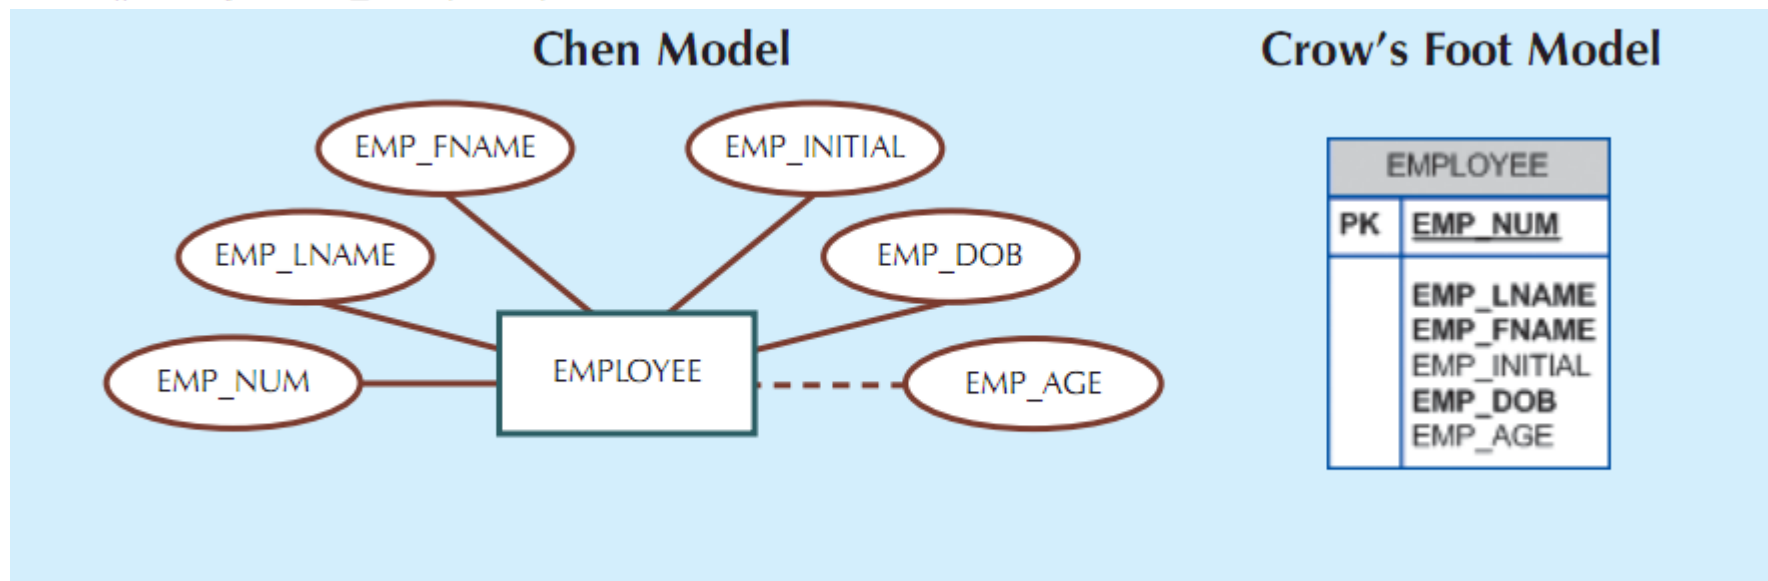 Chen Model
Crow's Foot Model
EMP_FNAME
EMP_INITIAL
EMP_LNAME
EMP_DOB
EMP_NUM
EMPLOYEE
EMP_AGE
EMPLOYEE
PK EMP_NUM
EMP_LNAME
EMP_FNAME
EMP_INITIAL
EMP_DOB
EMP_AGE